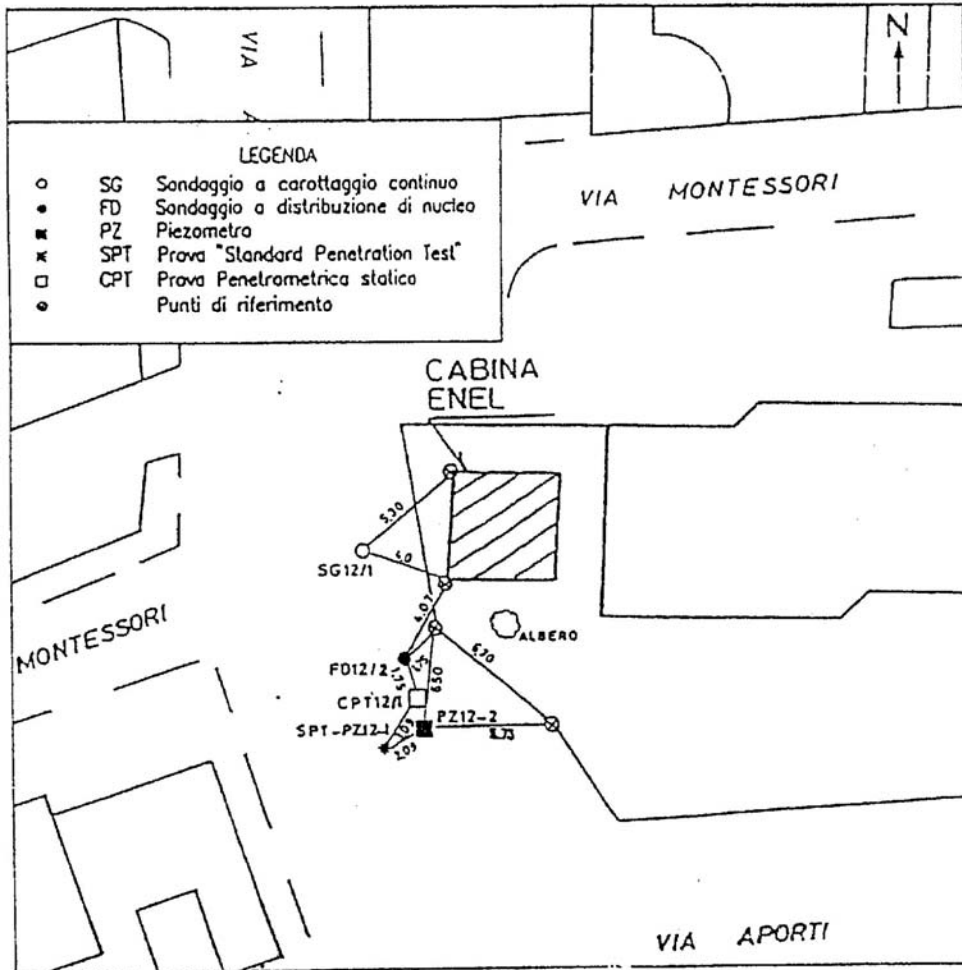 N
VIA
VIA MONTESSORI
LEGENDA
SG Sondaggio a carottaggio continuo
FD Sondaggio a distribuzione di nucleo
PZ Piezometro
SPT Prova "Standard Penetration Test"
CPT Prova Penetrometrica statica
Punti di riferimento
CABINA
ENEL
5.30
4.0
SG12/1
4.07
ALBERO
MONTESSORI
FD12/2
1.75
6.50
6.70
CPT12/1
SPT-PZ12-1
PZ12-2
2.09
VIA APORTI